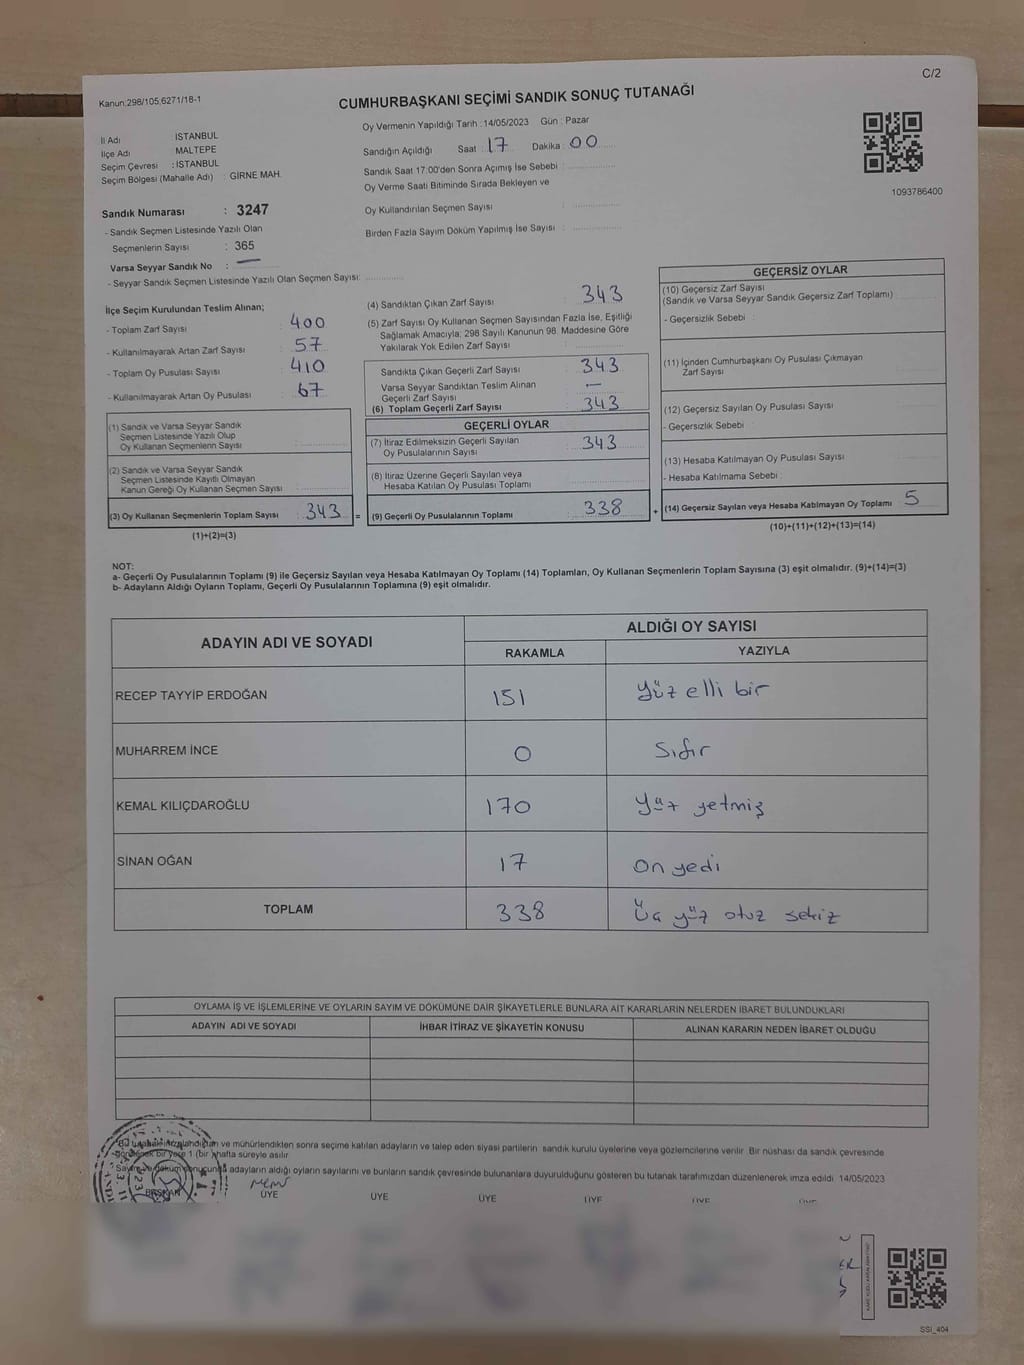 C/2
Kanun:298/105,6271/18-1
CUMHURBAŞKANI SEÇİMİ SANDIK SONUÇ TUTANAĞI
Oy Vermenin Yapıldığı Tarih : 14/05/2023 Gün : Pazar
İl Adı İSTANBUL
İlçe Adı MALTEPE
Seçim Çevresi : İSTANBUL
Seçim Bölgesi (Mahalle Adı) : GİRNE MAH.
Sandığın Açıldığı Saat : 17 Dakika : 00
Sandık Saat 17:00'den Sonra Açılmış İse Sebebi :
Oy Verme Saati Bitiminde Sırada Bekleyen ve
Oy Kullandırılan Seçmen Sayısı :
Birden Fazla Sayım Döküm Yapılmış İse Sayısı :
1093786400
Sandık Numarası : 3247
- Sandık Seçmen Listesinde Yazılı Olan
Seçmenlerin Sayısı : 365
Varsa Seyyar Sandık No : —
- Seyyar Sandık Seçmen Listesinde Yazılı Olan Seçmen Sayısı:
İlçe Seçim Kurulundan Teslim Alınan;
- Toplam Zarf Sayısı : 400
- Kullanılmayarak Artan Zarf Sayısı : 57
- Toplam Oy Pusulası Sayısı : 410
- Kullanılmayarak Artan Oy Pusulası : 67
(1) Sandık ve Varsa Seyyar Sandık
Seçmen Listesinde Yazılı Olup
Oy Kullanan Seçmenlerin Sayısı :
(2) Sandık ve Varsa Seyyar Sandık
Seçmen Listesinde Kayıtlı Olmayan
Kanun Gereği Oy Kullanan Seçmen Sayısı :
(3) Oy Kullanan Seçmenlerin Toplam Sayısı : 343 =
(1)+(2)=(3)
(4) Sandıktan Çıkan Zarf Sayısı : 343
(5) Zarf Sayısı Oy Kullanan Seçmen Sayısından Fazla İse, Eşitliği
Sağlamak Amacıyla; 298 Sayılı Kanunun 98. Maddesine Göre
Yakılarak Yok Edilen Zarf Sayısı :
Sandıkta Çıkan Geçerli Zarf Sayısı : 343
Varsa Seyyar Sandıktan Teslim Alınan
Geçerli Zarf Sayısı : —
(6) Toplam Geçerli Zarf Sayısı : 343
GEÇERLİ OYLAR
(7) İtiraz Edilmeksizin Geçerli Sayılan
Oy Pusulalarının Sayısı : 343
(8) İtiraz Üzerine Geçerli Sayılan veya
Hesaba Katılan Oy Pusulası Toplamı :
(9) Geçerli Oy Pusulalarının Toplamı : 338 +
GEÇERSİZ OYLAR
(10) Geçersiz Zarf Sayısı :
(Sandık ve Varsa Seyyar Sandık Geçersiz Zarf Toplamı)
- Geçersizlik Sebebi :
(11) İçinden Cumhurbaşkanı Oy Pusulası Çıkmayan
Zarf Sayısı :
(12) Geçersiz Sayılan Oy Pusulası Sayısı :
- Geçersizlik Sebebi :
(13) Hesaba Katılmayan Oy Pusulası Sayısı :
- Hesaba Katılmama Sebebi :
(14) Geçersiz Sayılan veya Hesaba Katılmayan Oy Toplamı : 5
(10)+(11)+(12)+(13)=(14)
NOT:
a- Geçerli Oy Pusulalarının Toplamı (9) ile Geçersiz Sayılan veya Hesaba Katılmayan Oy Toplamı (14) Toplamları, Oy Kullanan Seçmenlerin Toplam Sayısına (3) eşit olmalıdır. (9)+(14)=(3)
b- Adayların Aldığı Oyların Toplamı, Geçerli Oy Pusulalarının Toplamına (9) eşit olmalıdır.
ADAYIN ADI VE SOYADI ALDIĞI OY SAYISI
RAKAMLA YAZIYLA
RECEP TAYYİP ERDOĞAN 151 Yüz elli bir
MUHARREM İNCE 0 Sıfır
KEMAL KILIÇDAROĞLU 170 Yüz yetmiş
SİNAN OĞAN 17 On yedi
TOPLAM 338 Üç yüz otuz sekiz
OYLAMA İŞ VE İŞLEMLERİNE VE OYLARIN SAYIM VE DÖKÜMÜNE DAİR ŞİKAYETLERLE BUNLARA AİT KARARLARIN NELERDEN İBARET BULUNDUKLARI
ADAYIN ADI VE SOYADI İHBAR İTİRAZ VE ŞİKAYETİN KONUSU ALINAN KARARIN NEDEN İBARET OLDUĞU
Bu tutanak imzalandıktan ve mühürlendikten sonra seçime katılan adayların ve talep eden siyasi partilerin sandık kurulu üyelerine veya gözlemcilerine verilir. Bir nüshası da sandık çevresinde
yere 1 (bir) hafta süreyle asılır.
Sayım ve döküm sonucunda adayların aldığı oyların sayılarını ve bunların sandık çevresinde bulunanlara duyurulduğunu gösteren bu tutanak tarafımızdan düzenlenerek imza edildi. 14/05/2023
BAŞKAN ÜYE ÜYE ÜYE ÜYE ÜYE ÜYE
SSI_404